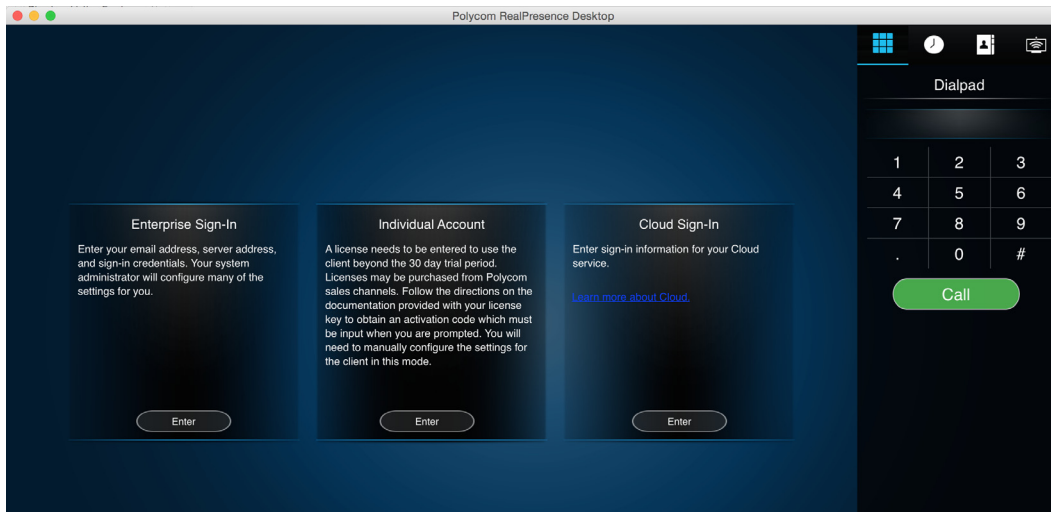 Polycom RealPresence Desktop
Dialpad
1 2 3
4 5 6
7 8 9
. 0 #
Call
Enterprise Sign-In
Enter your email address, server address,
and sign-in credentials. Your system
administrator will configure many of the
settings for you.
Enter
Individual Account
A license needs to be entered to use the
client beyond the 30 day trial period.
Licenses may be purchased from Polycom
sales channels. Follow the directions on the
documentation provided with your license
key to obtain an activation code which must
be input when you are prompted. You will
need to manually configure the settings for
the client in this mode.
Enter
Cloud Sign-In
Enter sign-in information for your Cloud
service.
Learn more about Cloud.
Enter